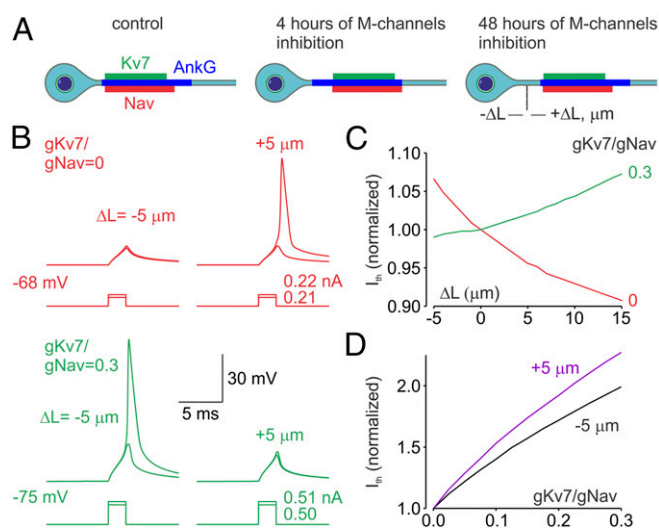 A
control
Kv7
AnkG
Nav
4 hours of M-channels
inhibition
48 hours of M-channels
inhibition
-ΔL
+ΔL, μm
B
gKv7/
gNav=0
ΔL= -5 μm
+5 μm
-68 mV
0.22 nA
0.21
gKv7/
gNav=0.3
ΔL= -5 μm
+5 μm
30 mV
5 ms
-75 mV
0.51 nA
0.50
C
gKv7/gNav
Ith (normalized)
1.10
1.05
1.00
0.95
0.90
0.3
0
ΔL (μm)
-5 0 5 10 15
D
Ith (normalized)
2.0
1.5
1.0
+5 μm
-5 μm
gKv7/gNav
0.0 0.1 0.2 0.3